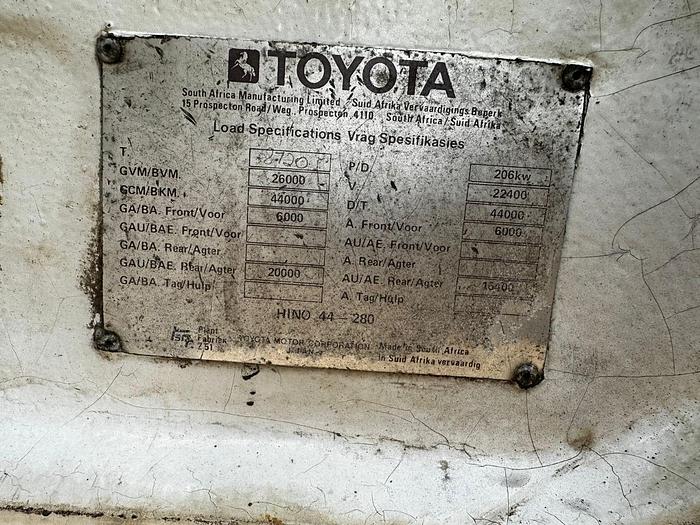 TOYOTA
South Africa Manufacturing Limited / Suid Afrika Vervaardigings Beperk
15 Prospecton Road/Weg, Prospecton, 4110, South Africa/Suid Afrika
Load Specifications Vrag Spesifikasies
T P/D 206kw
GVM/BVM. 26000 V 22400
GCM/BKM. 44000 D/T 44000
GA/BA. Front/Voor 6000 A. Front/Voor 6000
GAU/BAE. Front/Voor AU/AE. Front/Voor
GA/BA. Rear/Agter A. Rear/Agter
GAU/BAE. Rear/Agter 20000 AU/AE. Rear/Agter 16400
GA/BA. Tag/Hulp A. Tag/Hulp
HINO 44 - 280
Plant
Fabriek TOYOTA MOTOR CORPORATION Made in South Africa
Z51 JAPAN in Suid Afrika vervaardig